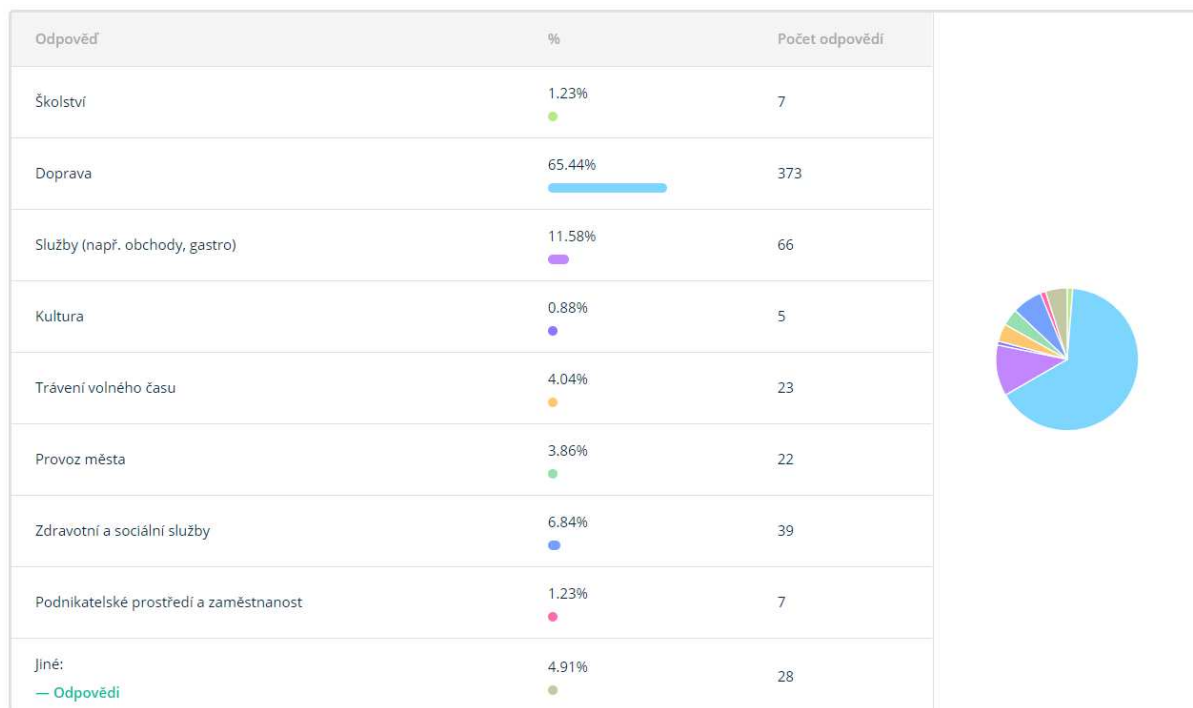 Odpověď % Počet odpovědí
Školství 1.23% 7
Doprava 65.44% 373
Služby (např. obchody, gastro) 11.58% 66
Kultura 0.88% 5
Trávení volného času 4.04% 23
Provoz města 3.86% 22
Zdravotní a sociální služby 6.84% 39
Podnikatelské prostředí a zaměstnanost 1.23% 7
Jiné: 4.91% 28
— Odpovědi